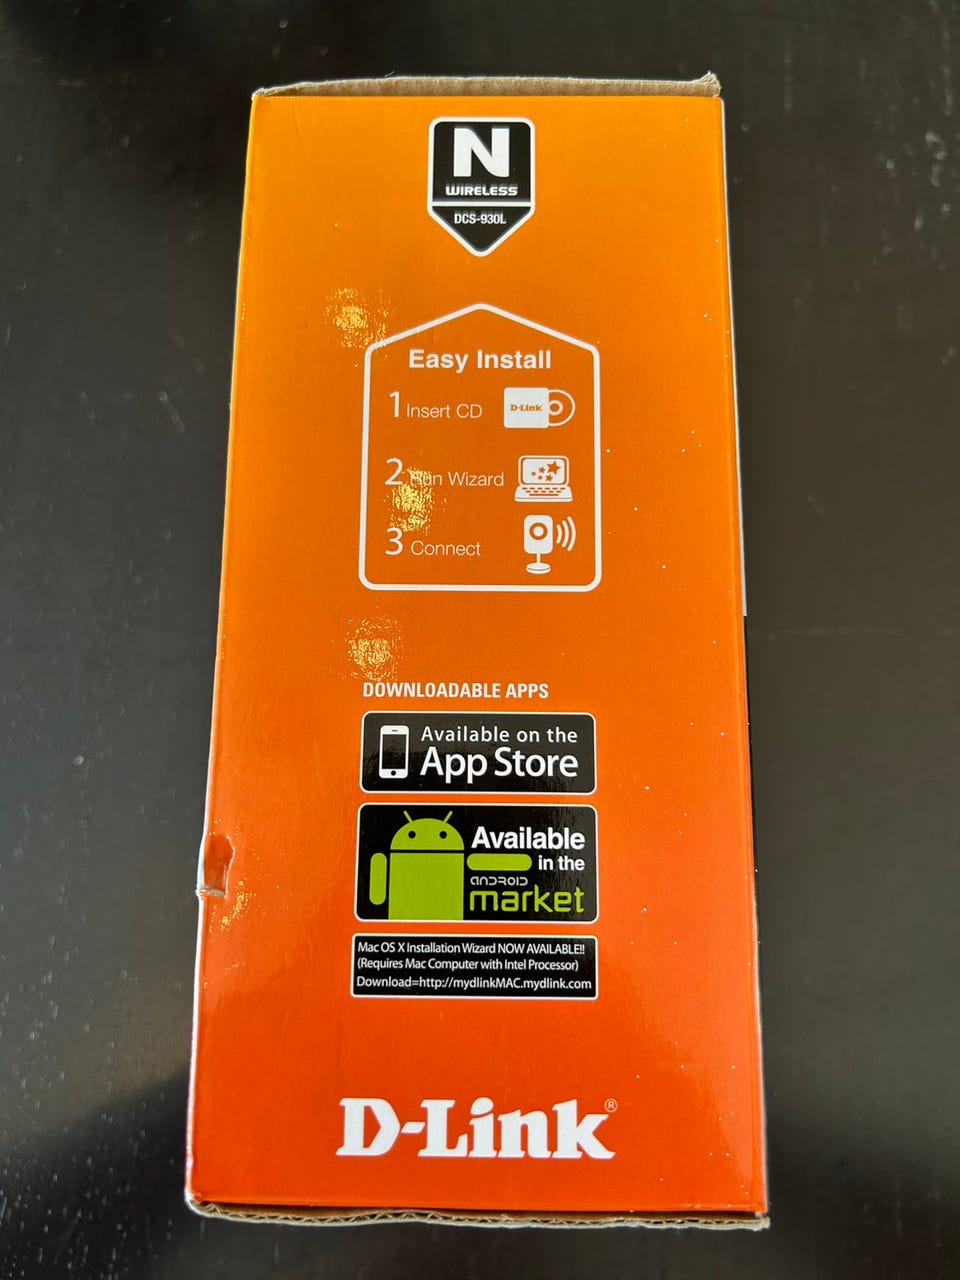 N
WIRELESS
DCS-930L
Easy Install
1 Insert CD
D-Link
2 Run Wizard
3 Connect
DOWNLOADABLE APPS
Available on the
App Store
Available
in the
ANDROID
market
Mac OS X Installation Wizard NOW AVAILABLE!!
(Requires Mac Computer with Intel Processor)
Download=http://mydlinkMAC.mydlink.com
D-Link®